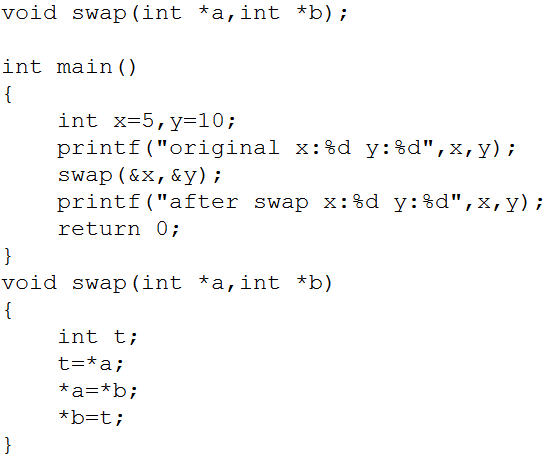 void swap(int *a,int *b);

int main()
{
    int x=5,y=10;
    printf("original x:%d y:%d",x,y);
    swap(&x,&y);
    printf("after swap x:%d y:%d",x,y);
    return 0;
}
void swap(int *a,int *b)
{
    int t;
    t=*a;
    *a=*b;
    *b=t;
}